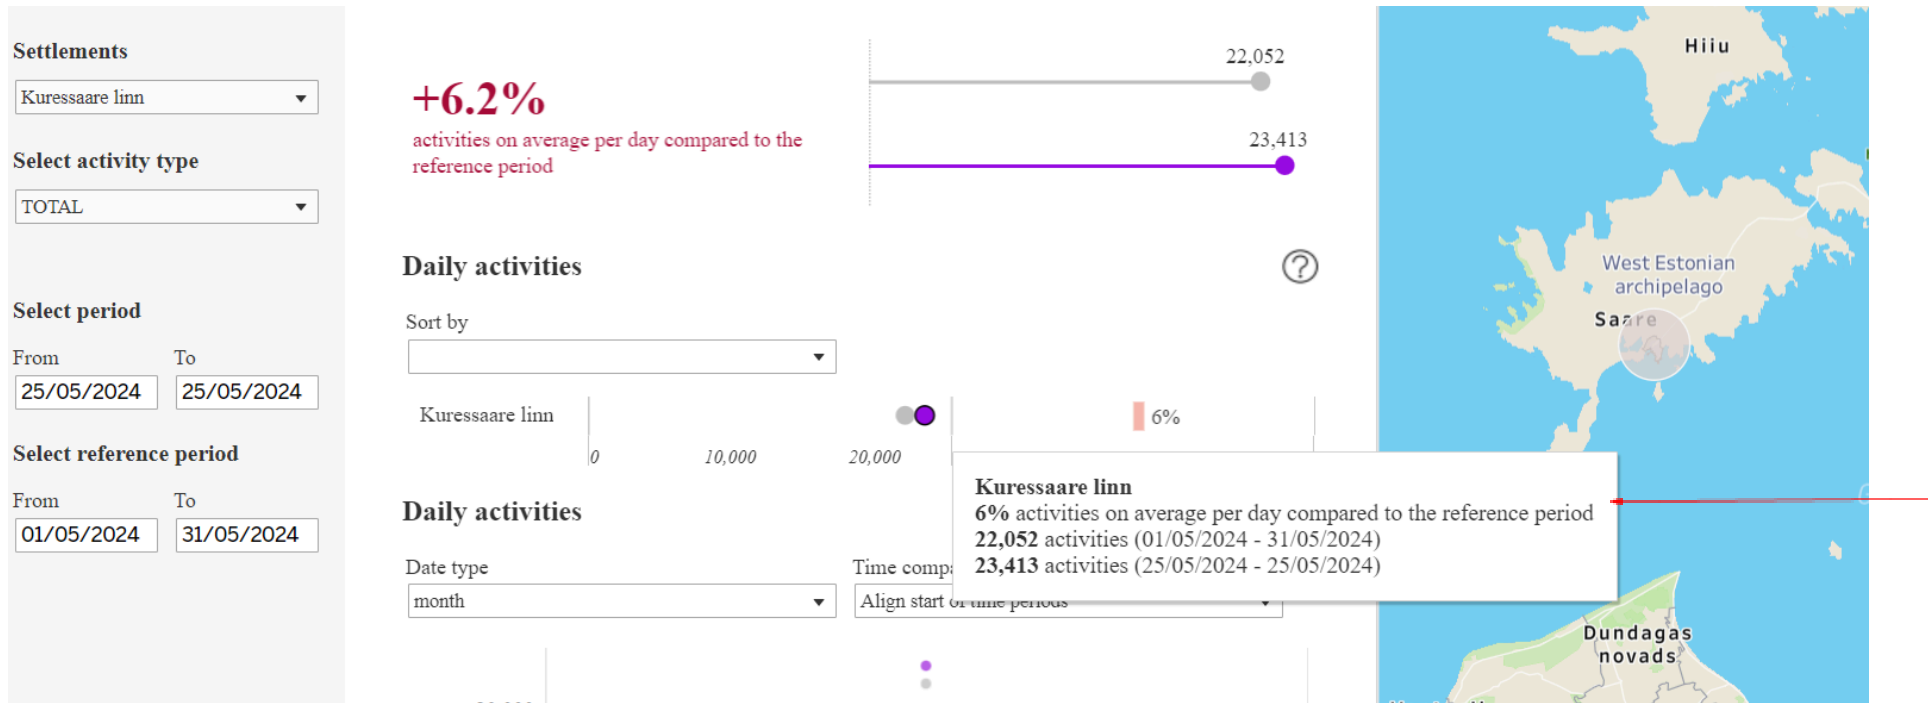 Settlements
Kuressaare linn
Select activity type
TOTAL
Select period
From To
25/05/2024 25/05/2024
Select reference period
From To
01/05/2024 31/05/2024
+6.2%
activities on average per day compared to the
reference period
22,052
23,413
Daily activities
Sort by
Kuressaare linn
6%
0 10,000 20,000
Kuressaare linn
6% activities on average per day compared to the reference period
22,052 activities (01/05/2024 - 31/05/2024)
23,413 activities (25/05/2024 - 25/05/2024)
Daily activities
Date type
month
Time
Align start of time periods
Hiiu
West Estonian
archipelago
Saare
Dundagas
novads